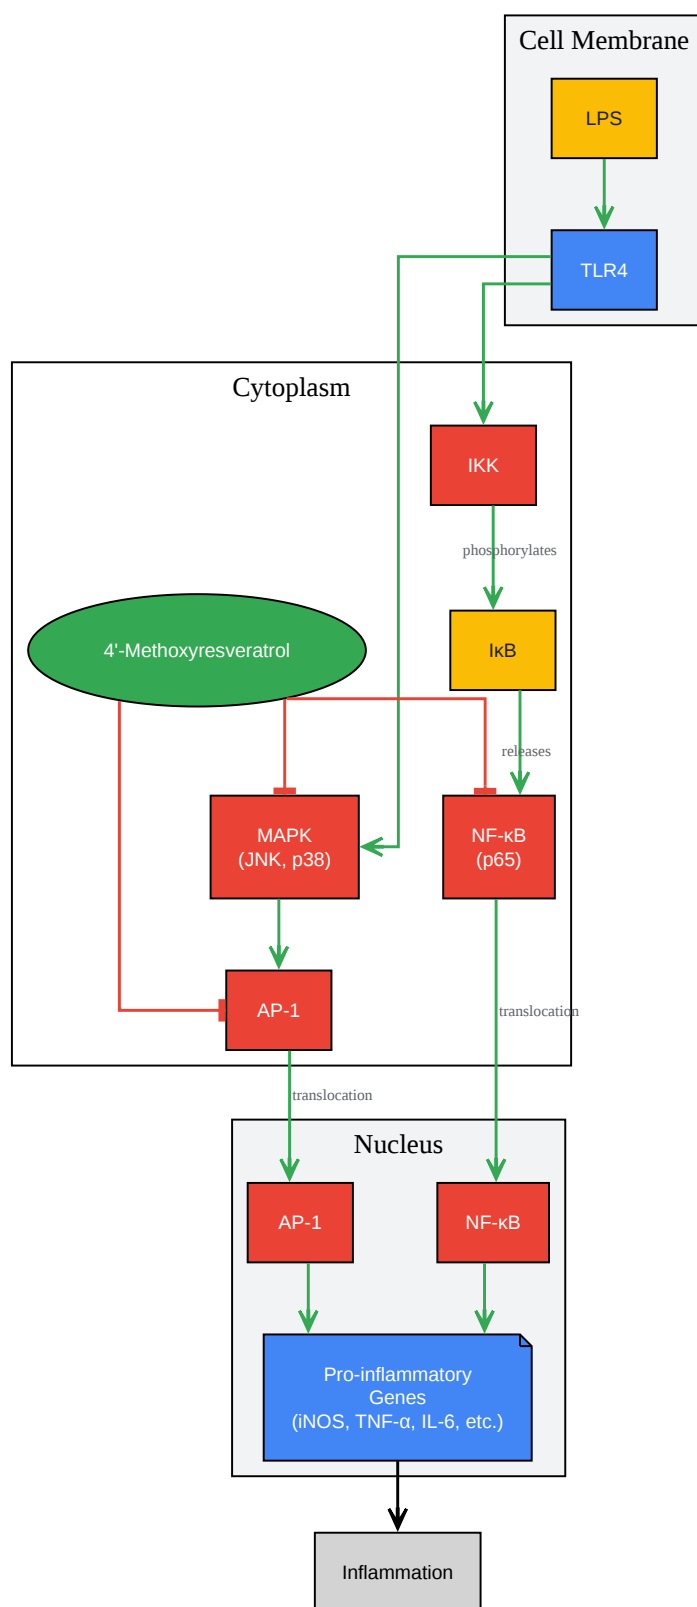 Cell Membrane
LPS
TLR4
Cytoplasm
IKK
phosphorylates
4'-Methoxyresveratrol
IκB
releases
MAPK
(JNK, p38)
NF-κB
(p65)
AP-1
translocation
translocation
Nucleus
AP-1
NF-κB
Pro-inflammatory
Genes
(iNOS, TNF-α, IL-6, etc.)
Inflammation